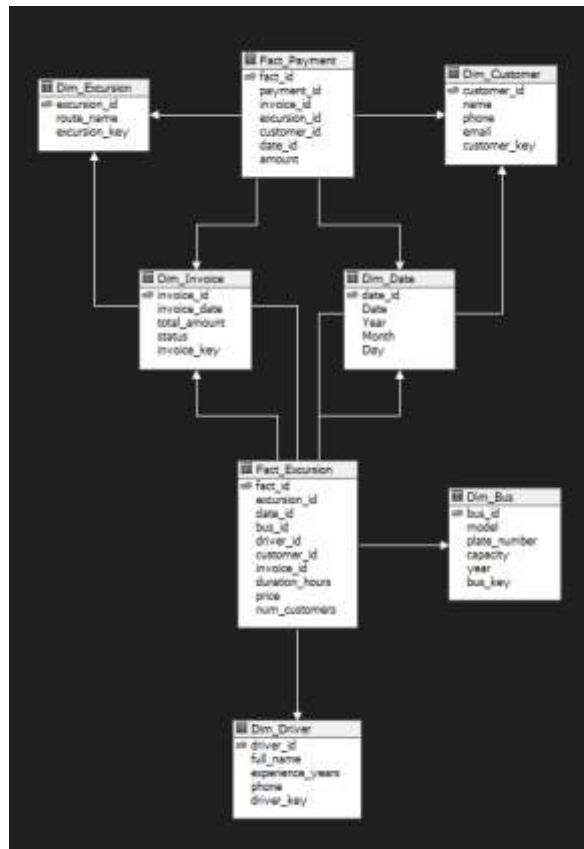 Fact_Payment
fact_id
payment_id
invoice_id
excursion_id
customer_id
date_id
amount
Dim_Excursion
excursion_id
route_name
excursion_key
Dim_Customer
customer_id
name
phone
email
customer_key
Dim_Invoice
invoice_id
invoice_date
total_amount
status
invoice_key
Dim_Date
date_id
Date
Year
Month
Day
Fact_Excursion
fact_id
excursion_id
date_id
bus_id
driver_id
customer_id
invoice_id
duration_hours
price
num_customers
Dim_Bus
bus_id
model
plate_number
capacity
year
bus_key
Dim_Driver
driver_id
full_name
experience_years
phone
driver_key